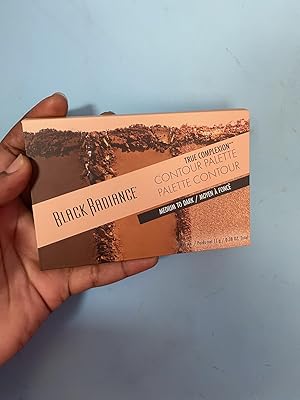 BLACK RADIANCE®
TRUE COMPLEXION™
CONTOUR PALETTE
PALETTE CONTOUR
MEDIUM TO DARK / MOYEN À FONCÉ